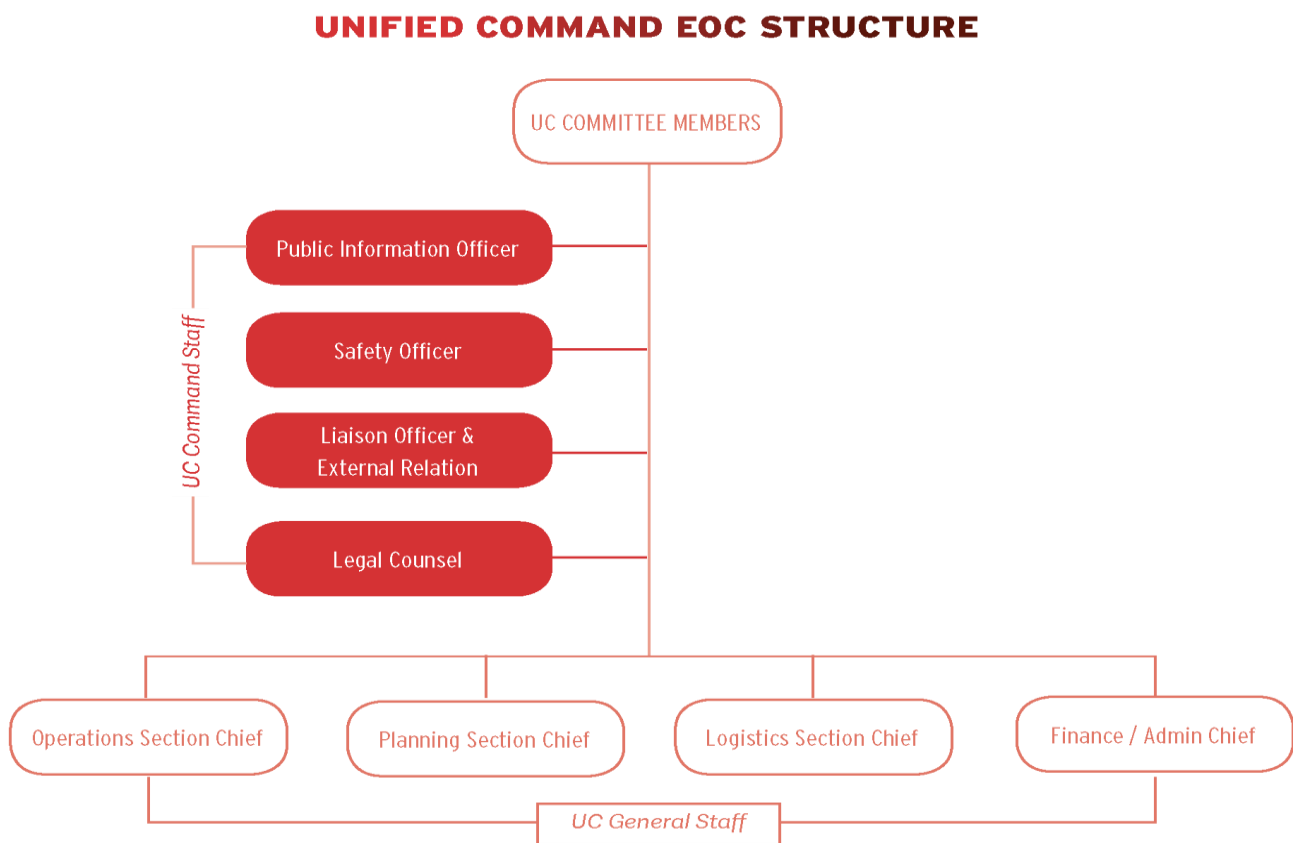 UNIFIED COMMAND EOC STRUCTURE
UC COMMITTEE MEMBERS
Public Information Officer
Safety Officer
Liaison Officer &
External Relation
Legal Counsel
UC Command Staff
Operations Section Chief
Planning Section Chief
Logistics Section Chief
Finance / Admin Chief
UC General Staff